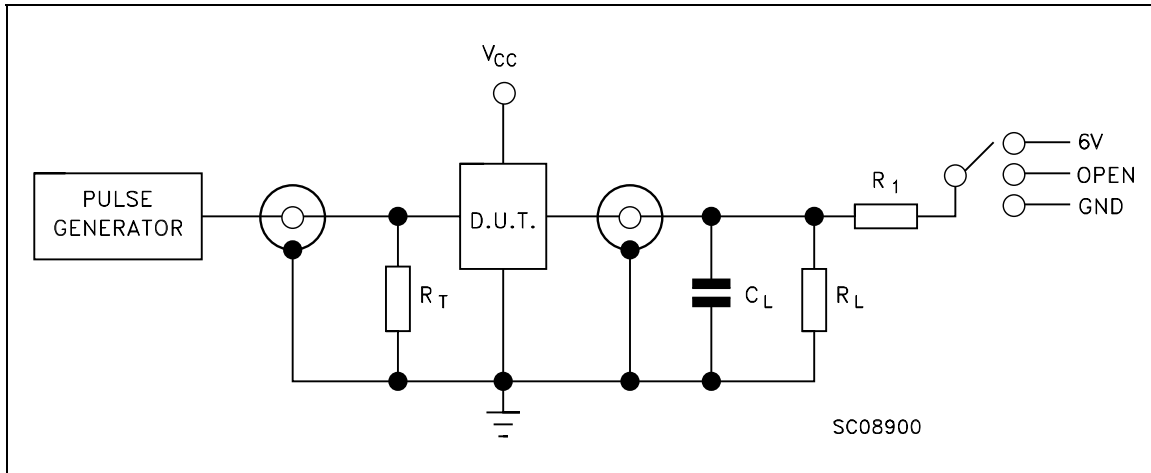 VCC
PULSE
GENERATOR
RT
D.U.T.
CL
RL
R1
6V
OPEN
GND
SC08900